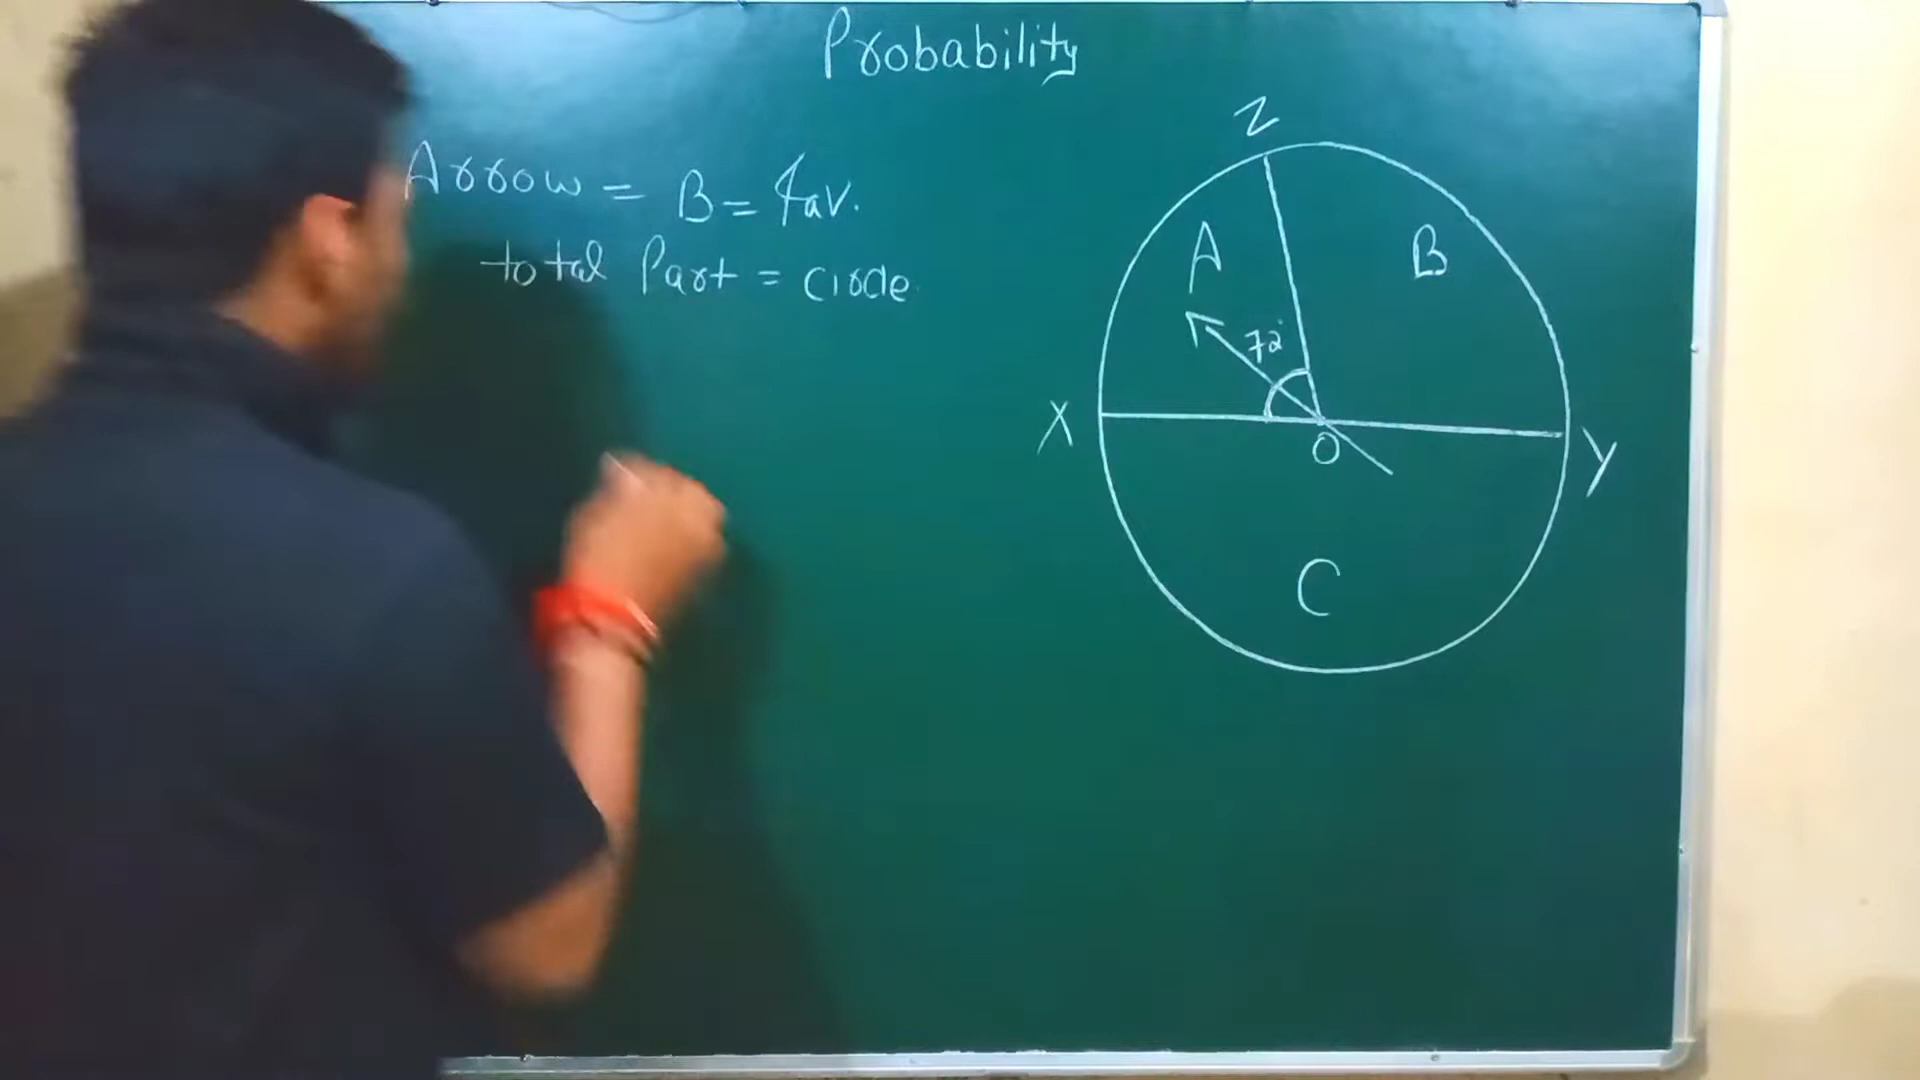 Probability
Arrow = B = fav.
total Part = circle
Z
A
B
72°
X
O
Y
C